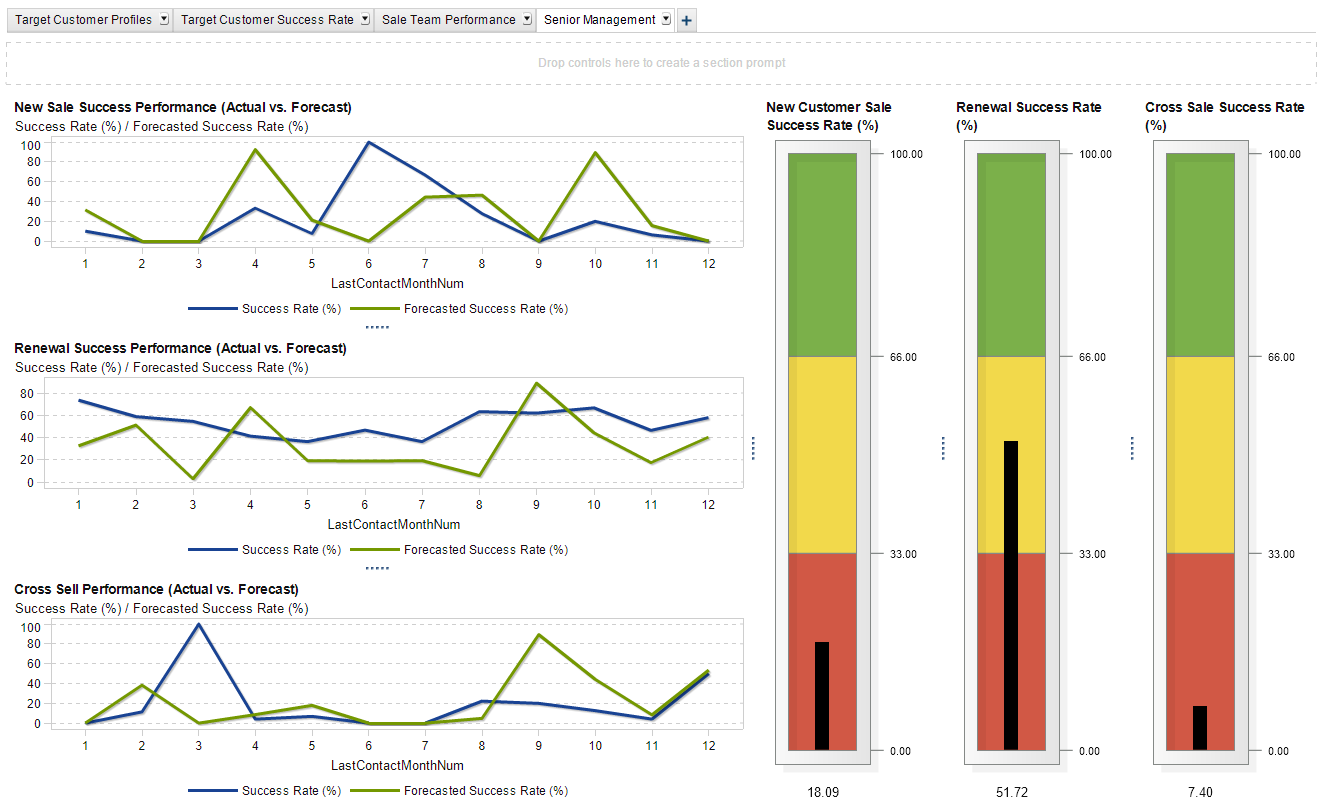 Target Customer Profiles
Target Customer Success Rate
Sale Team Performance
Senior Management
+
Drop controls here to create a section prompt
New Sale Success Performance (Actual vs. Forecast)
Success Rate (%) / Forecasted Success Rate (%)
100
80
60
40
20
0
1 2 3 4 5 6 7 8 9 10 11 12
LastContactMonthNum
Success Rate (%) Forecasted Success Rate (%)
Renewal Success Performance (Actual vs. Forecast)
Success Rate (%) / Forecasted Success Rate (%)
80
60
40
20
0
1 2 3 4 5 6 7 8 9 10 11 12
LastContactMonthNum
Success Rate (%) Forecasted Success Rate (%)
Cross Sell Performance (Actual vs. Forecast)
Success Rate (%) / Forecasted Success Rate (%)
100
80
60
40
20
0
1 2 3 4 5 6 7 8 9 10 11 12
LastContactMonthNum
Success Rate (%) Forecasted Success Rate (%)
New Customer Sale
Success Rate (%)
100.00
66.00
33.00
0.00
18.09
Renewal Success Rate
(%)
100.00
66.00
33.00
0.00
51.72
Cross Sale Success Rate
(%)
100.00
66.00
33.00
0.00
7.40